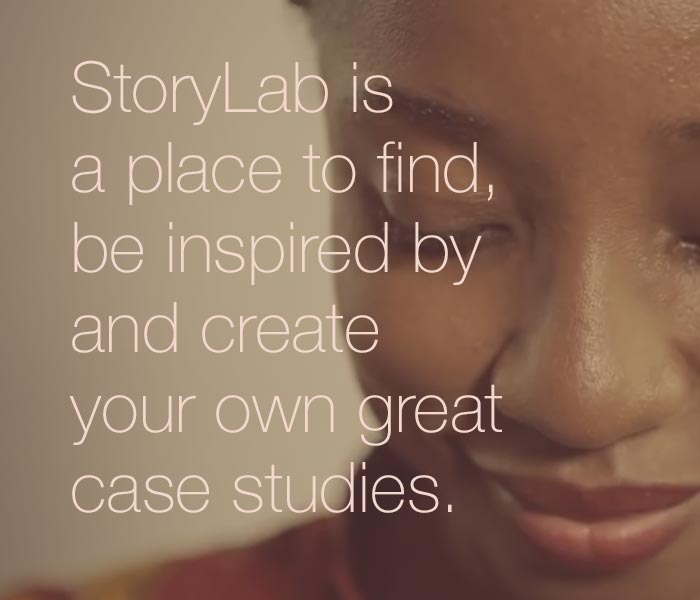 StoryLab is
a place to find,
be inspired by
and create
your own great
case studies.